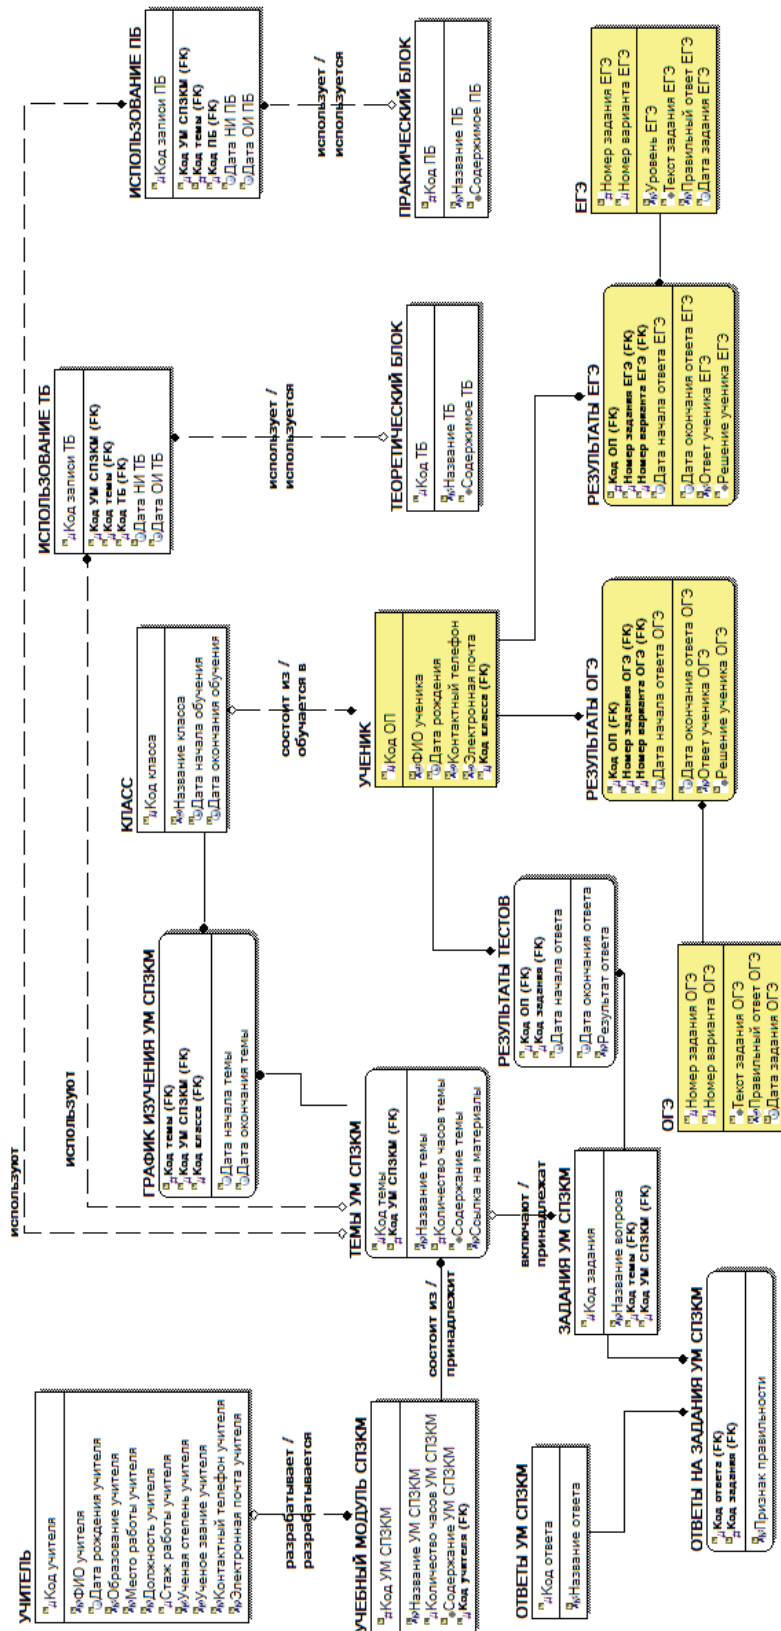 УЧИТЕЛЬ
Код учителя
ФИО учителя
Дата рождения учителя
Образование учителя
Место работы учителя
Должность учителя
Стаж работы учителя
Ученая степень учителя
Ученое звание учителя
Контактный телефон учителя
Электронная почта учителя
разрабатывает /
разрабатывается
УЧЕБНЫЙ МОДУЛЬ СПЗКМ
Код УМ СПЗКМ
Название УМ СПЗКМ
Количество часов УМ СПЗКМ
Содержание УМ СПЗКМ
Код учителя (FK)
состоит из /
принадлежит
ОТВЕТЫ УМ СПЗКМ
Код ответа
Название ответа
ОТВЕТЫ НА ЗАДАНИЯ УМ СПЗКМ
Код ответа (FK)
Код задания (FK)
Признак правильности
используют
используют
ГРАФИК ИЗУЧЕНИЯ УМ СПЗКМ
Код темы (FK)
Код УМ СПЗКМ (FK)
Код класса (FK)
Дата начала темы
Дата окончания темы
ТЕМЫ УМ СПЗКМ
Код темы
Код УМ СПЗКМ (FK)
Название темы
Количество часов темы
Содержание темы
Ссылка на материалы
включают /
принадлежат
ЗАДАНИЯ УМ СПЗКМ
Код задания
Название вопроса
Код темы (FK)
Код УМ СПЗКМ (FK)
КЛАСС
Код класса
Название класса
Дата начала обучения
Дата окончания обучения
состоит из /
обучается в
УЧЕНИК
Код ОП
ФИО ученика
Дата рождения
Контактный телефон
Электронная почта
Код класса (FK)
РЕЗУЛЬТАТЫ ТЕСТОВ
Код ОП (FK)
Код задания (FK)
Дата начала ответа
Дата окончания ответа
Результат ответа
ОГЭ
Номер задания ОГЭ
Номер варианта ОГЭ
Текст задания ОГЭ
Правильный ответ ОГЭ
Дата задания ОГЭ
РЕЗУЛЬТАТЫ ОГЭ
Код ОП (FK)
Номер задания ОГЭ (FK)
Номер варианта ОГЭ (FK)
Дата начала ответа ОГЭ
Дата окончания ответа ОГЭ
Ответ ученика ОГЭ
Решение ученика ОГЭ
ИСПОЛЬЗОВАНИЕ ТБ
Код записи ТБ
Код УМ СПЗКМ (FK)
Код темы (FK)
Код ТБ (FK)
Дата НИ ТБ
Дата ОИ ТБ
использует /
используется
ТЕОРЕТИЧЕСКИЙ БЛОК
Код ТБ
Название ТБ
Содержимое ТБ
РЕЗУЛЬТАТЫ ЕГЭ
Код ОП (FK)
Номер задания ЕГЭ (FK)
Номер варианта ЕГЭ (FK)
Дата начала ответа ЕГЭ
Дата окончания ответа ЕГЭ
Ответ ученика ЕГЭ
Решение ученика ЕГЭ
ИСПОЛЬЗОВАНИЕ ПБ
Код записи ПБ
Код УМ СПЗКМ (FK)
Код темы (FK)
Код ПБ (FK)
Дата НИ ПБ
Дата ОИ ПБ
использует /
используется
ПРАКТИЧЕСКИЙ БЛОК
Код ПБ
Название ПБ
Содержимое ПБ
ЕГЭ
Номер задания ЕГЭ
Номер варианта ЕГЭ
Уровень ЕГЭ
Текст задания ЕГЭ
Правильный ответ ЕГЭ
Дата задания ЕГЭ